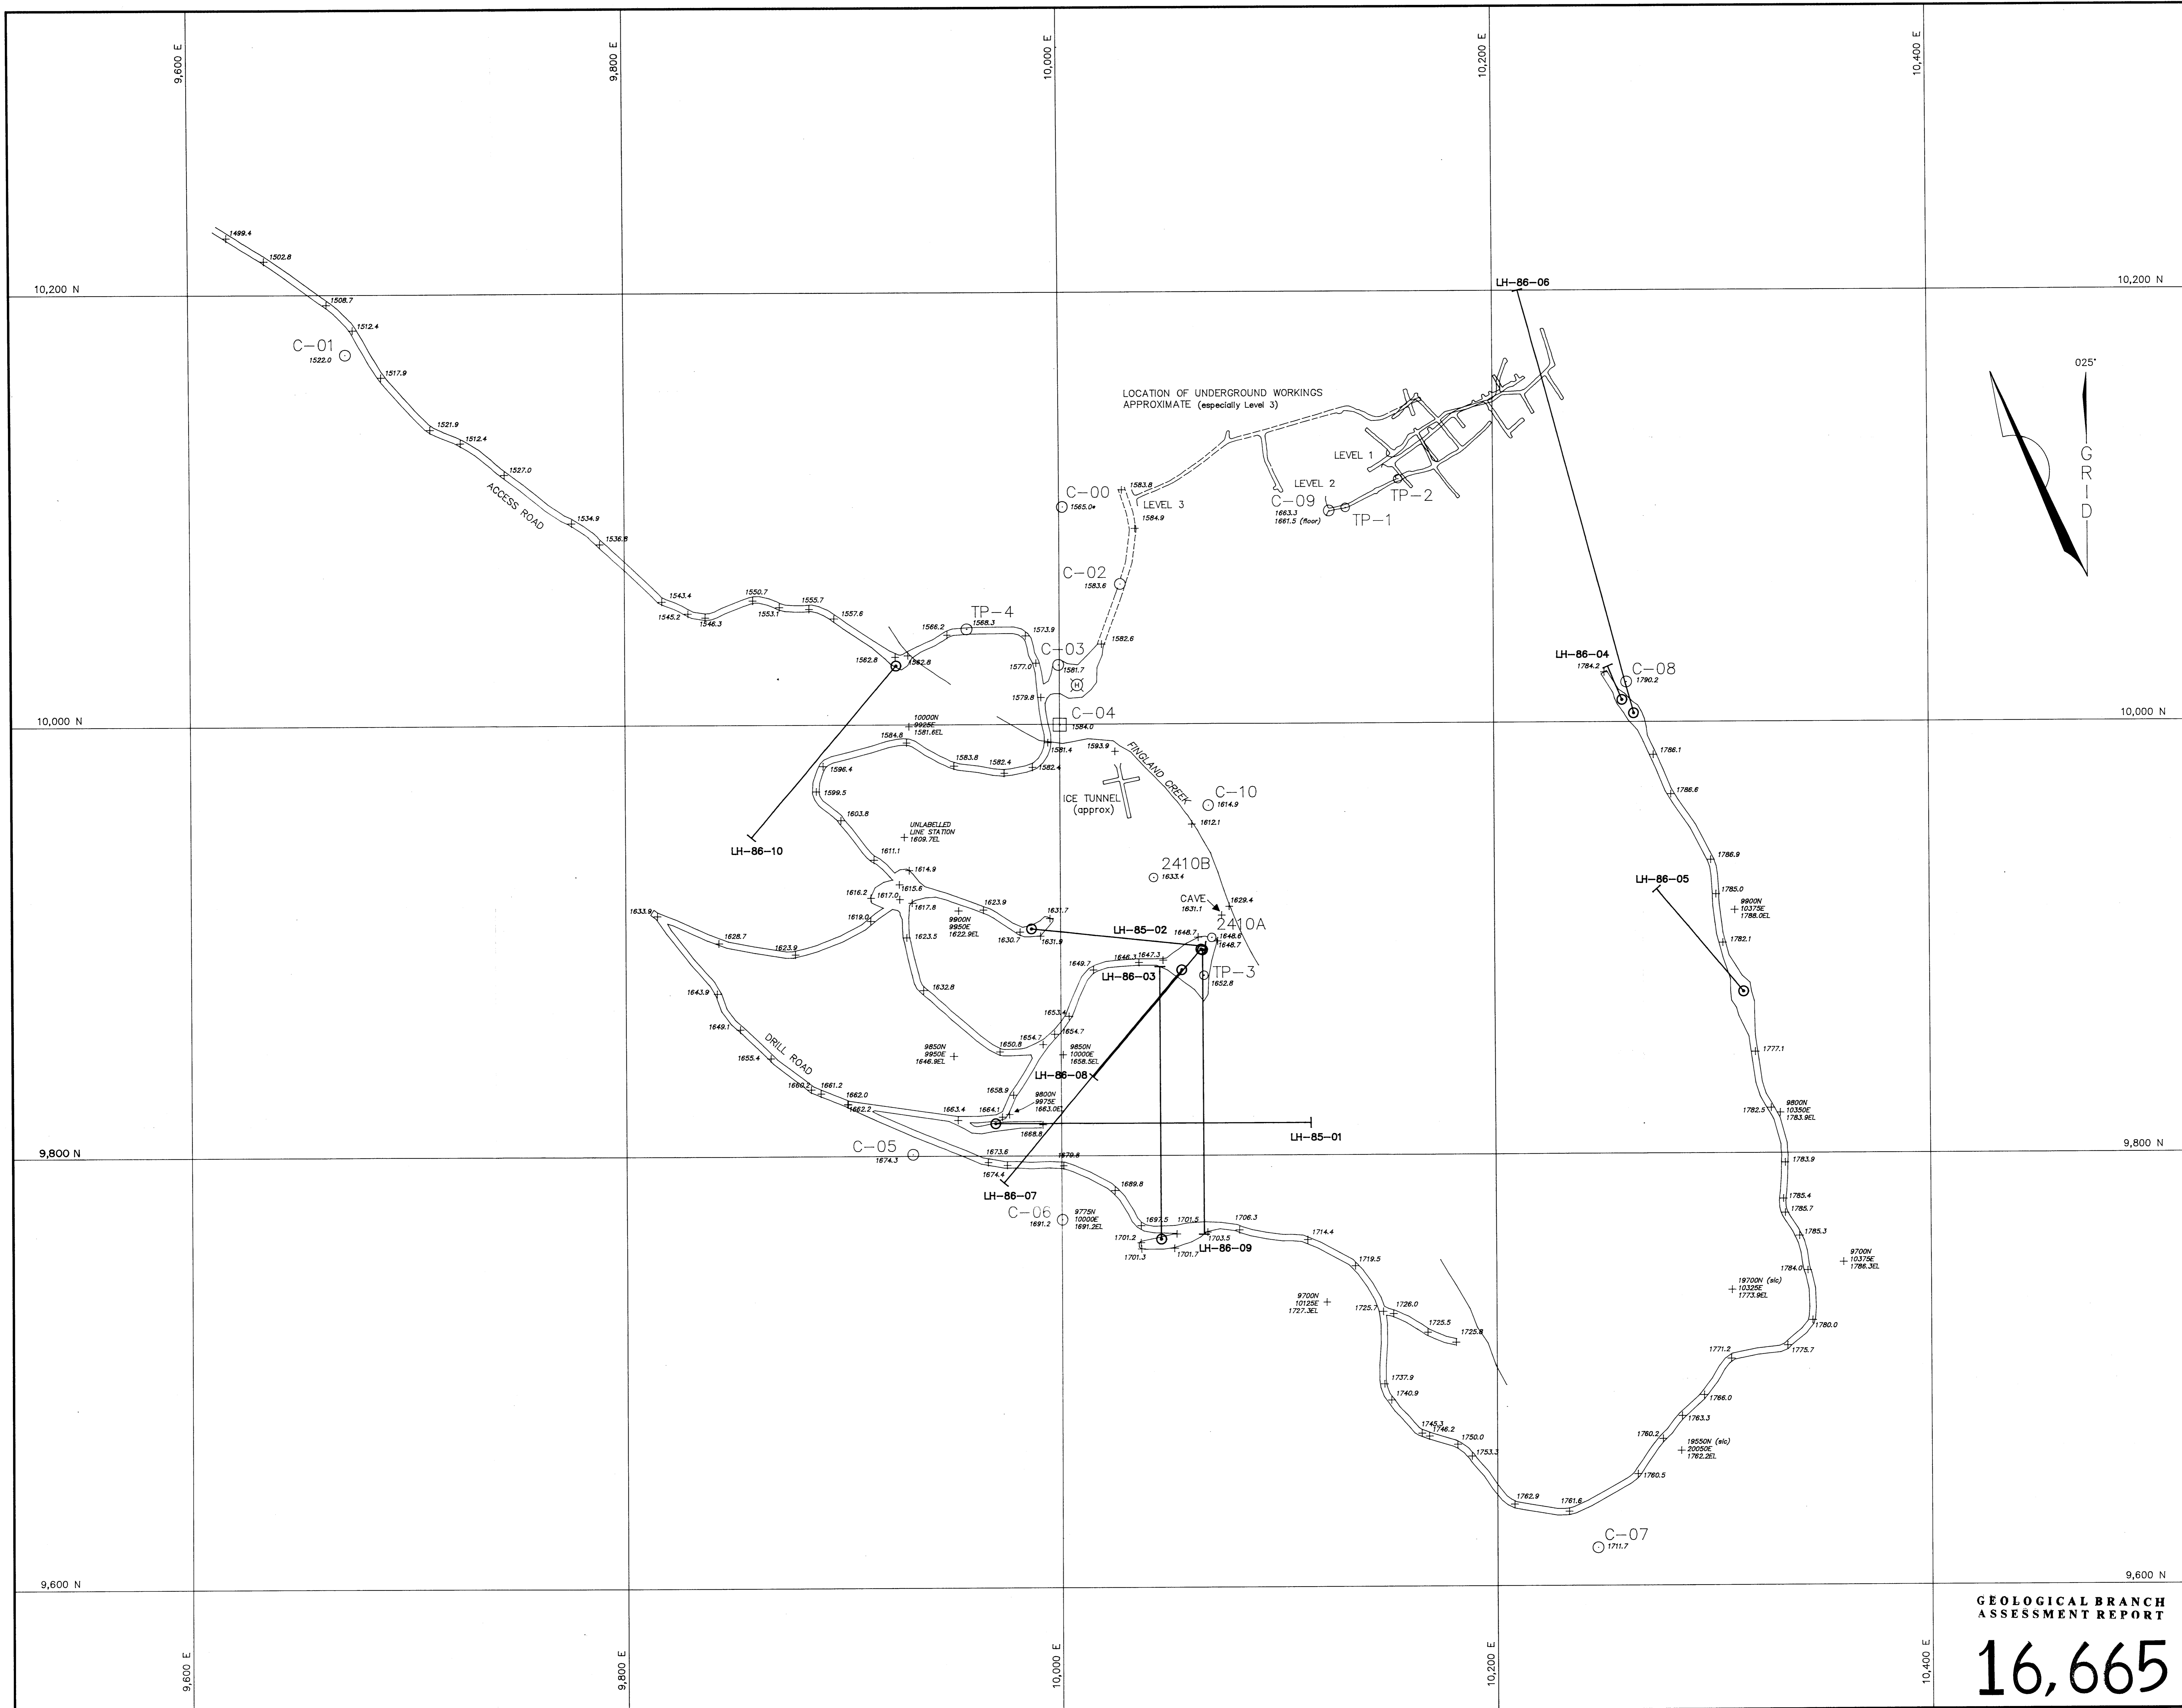 9,600 E
9,800 E
10,000 E
10,200 E
10,400 E
1499.4
1502.8
10,200 N
10,200 N
LH-86-06
1508.7
1512.4
C-01
1522.0
1517.9
025°
GRID
LOCATION OF UNDERGROUND WORKINGS
APPROXIMATE (especially Level 3)
1521.9
1512.4
1527.0
ACCESS ROAD
LEVEL 1
LEVEL 2
C-00
1565.0*
1583.8
LEVEL 3
C-09
1663.3
1661.5 (floor)
TP-1
TP-2
1534.9
1536.8
1584.9
C-02
1583.6
1543.4
1545.2
1546.3
1550.7
1553.1
1555.7
1557.6
TP-4
1568.3
1566.2
1573.9
1582.6
1562.8
1562.8
C-03
1577.0
1581.7
H
1579.8
LH-86-04
1784.2
C-08
1790.2
10,000 N
10,000 N
10000N
9925E
1581.6EL
C-04
1584.0
1584.8
1583.8
1582.4
1582.4
1581.4
1593.9
FINGLAND CREEK
1786.1
1786.6
1596.4
1599.5
1603.8
ICE TUNNEL
(approx)
C-10
1614.9
1612.1
UNLABELLED
LINE STATION
1609.7EL
LH-86-10
1611.1
1614.9
1615.6
1616.2
1617.0
1617.8
1619.0
2410B
1633.4
CAVE
1631.1
1629.4
2410A
1648.6
1648.7
1648.7
1786.9
LH-86-05
1785.0
9900N
10375E
1788.0EL
1782.1
1633.9
1628.7
1623.9
1623.5
9900N
9950E
1622.9EL
1623.9
1630.7
1631.7
1631.9
LH-85-02
1649.7
1646.3
1647.3
LH-86-03
TP-3
1652.8
1632.8
1643.9
1649.1
1655.4
DRILL ROAD
1653.4
1654.7
1654.7
1650.8
9850N
9950E
1646.9EL
9850N
10000E
1658.5EL
LH-86-08
1777.1
1660.2
1661.2
1662.0
1662.2
1663.4
1664.1
1658.9
9800N
9975E
1663.0EL
1668.8
LH-85-01
1782.5
9800N
10350E
1783.9EL
9,800 N
9,800 N
C-05
1674.3
1673.6
1674.4
1679.8
LH-86-07
1689.8
1783.9
1785.4
1785.7
1785.3
C-06
1691.2
9775N
10000E
1691.2EL
1697.5
1701.2
1701.3
1701.5
1701.7
1703.5
LH-86-09
1706.3
1714.4
1719.5
9700N
10125E
1727.3EL
1725.7
1726.0
1725.5
1725.8
1784.0
9700N
10375E
1786.3EL
19700N (sic)
10325E
1773.9EL
1780.0
1775.7
1771.2
1737.9
1740.9
1745.3
1746.2
1750.0
1753.3
1766.0
1763.3
1760.2
19550N (sic)
20050E
1762.2EL
1760.5
1762.9
1761.6
C-07
1711.7
9,600 N
9,600 N
GEOLOGICAL BRANCH
ASSESSMENT REPORT
16,665
9,600 E
9,800 E
10,000 E
10,200 E
10,400 E